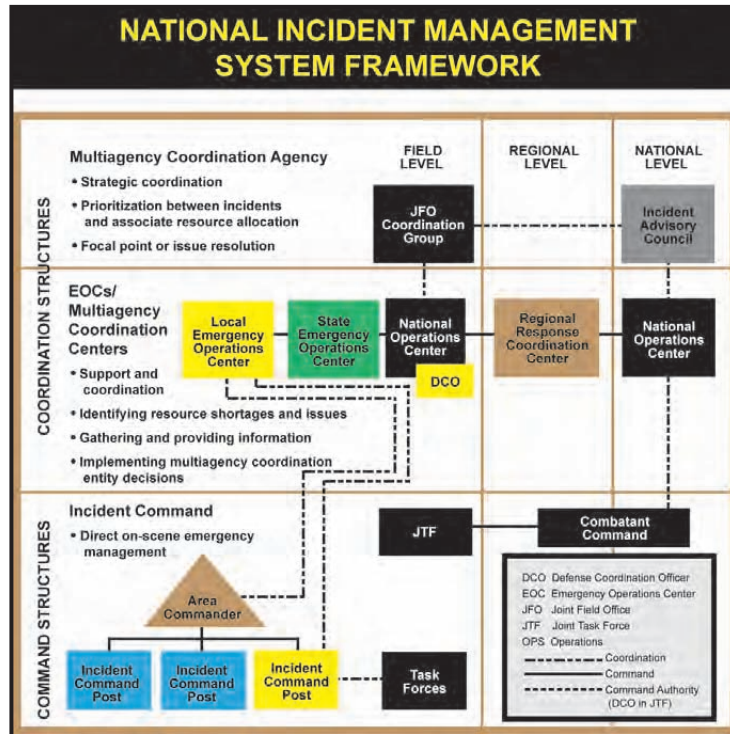 NATIONAL INCIDENT MANAGEMENT
SYSTEM FRAMEWORK
COORDINATION STRUCTURES
Multiagency Coordination Agency
• Strategic coordination
• Prioritization between incidents
and associate resource allocation
• Focal point or issue resolution
FIELD
LEVEL
REGIONAL
LEVEL
NATIONAL
LEVEL
JFO
Coordination
Group
Incident
Advisory
Council
EOCs/
Multiagency
Coordination
Centers
• Support and
coordination
• Identifying resource shortages and issues
• Gathering and providing information
• Implementing multiagency coordination
entity decisions
Local
Emergency
Operations
Center
State
Emergency
Operations
Center
National
Operations
Center
DCO
Regional
Response
Coordination
Center
National
Operations
Center
COMMAND STRUCTURES
Incident Command
• Direct on-scene emergency
management
JTF
Combatant
Command
Area
Commander
Incident
Command
Post
Incident
Command
Post
Incident
Command
Post
Task
Forces
DCO Defense Coordination Officer
EOC Emergency Operations Center
JFO Joint Field Office
JTF Joint Task Force
OPS Operations
Coordination
Command
Command Authority
(DCO in JTF)